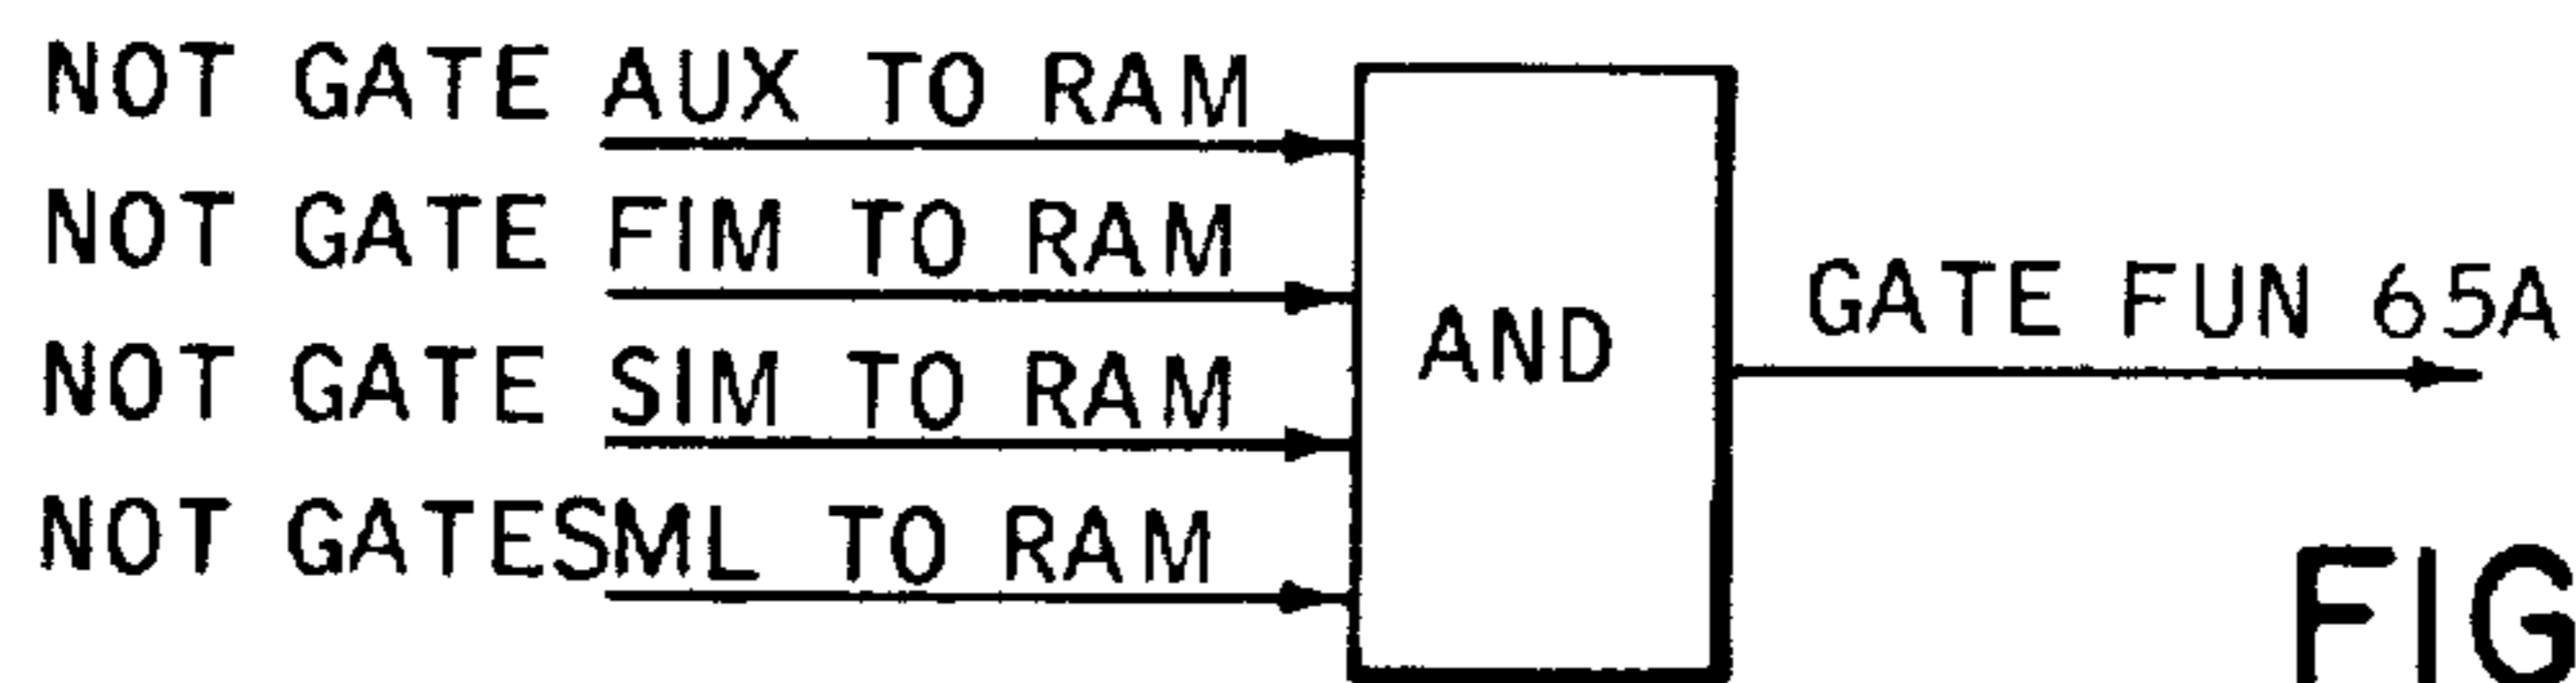 NOT GATE AUX TO RAM
NOT GATE FIM TO RAM
NOT GATE SIM TO RAM
NOT GATESML TO RAM
AND
GATE FUN 65A
FIG